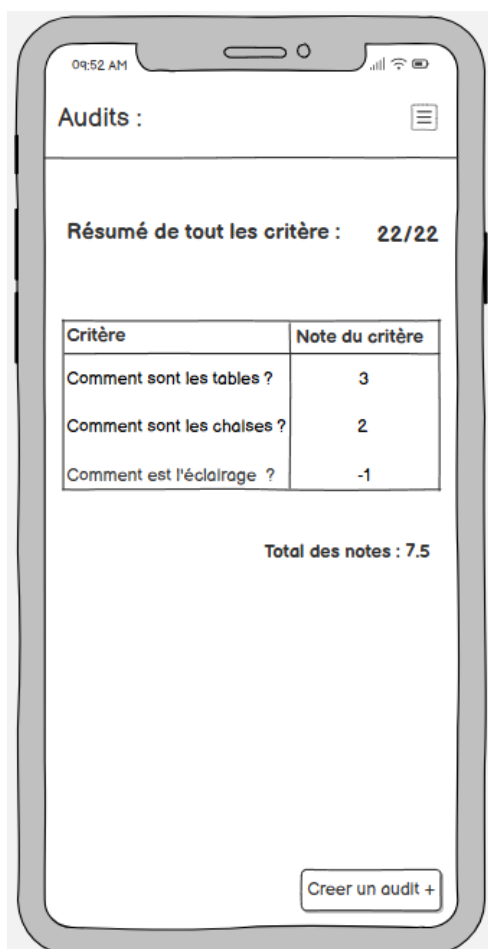 09:52 AM
Audits :
Résumé de tout les critère : 22/22
Critère Note du critère
Comment sont les tables ? 3
Comment sont les chaises ? 2
Comment est l'éclairage ? -1
Total des notes : 7.5
Creer un audit +